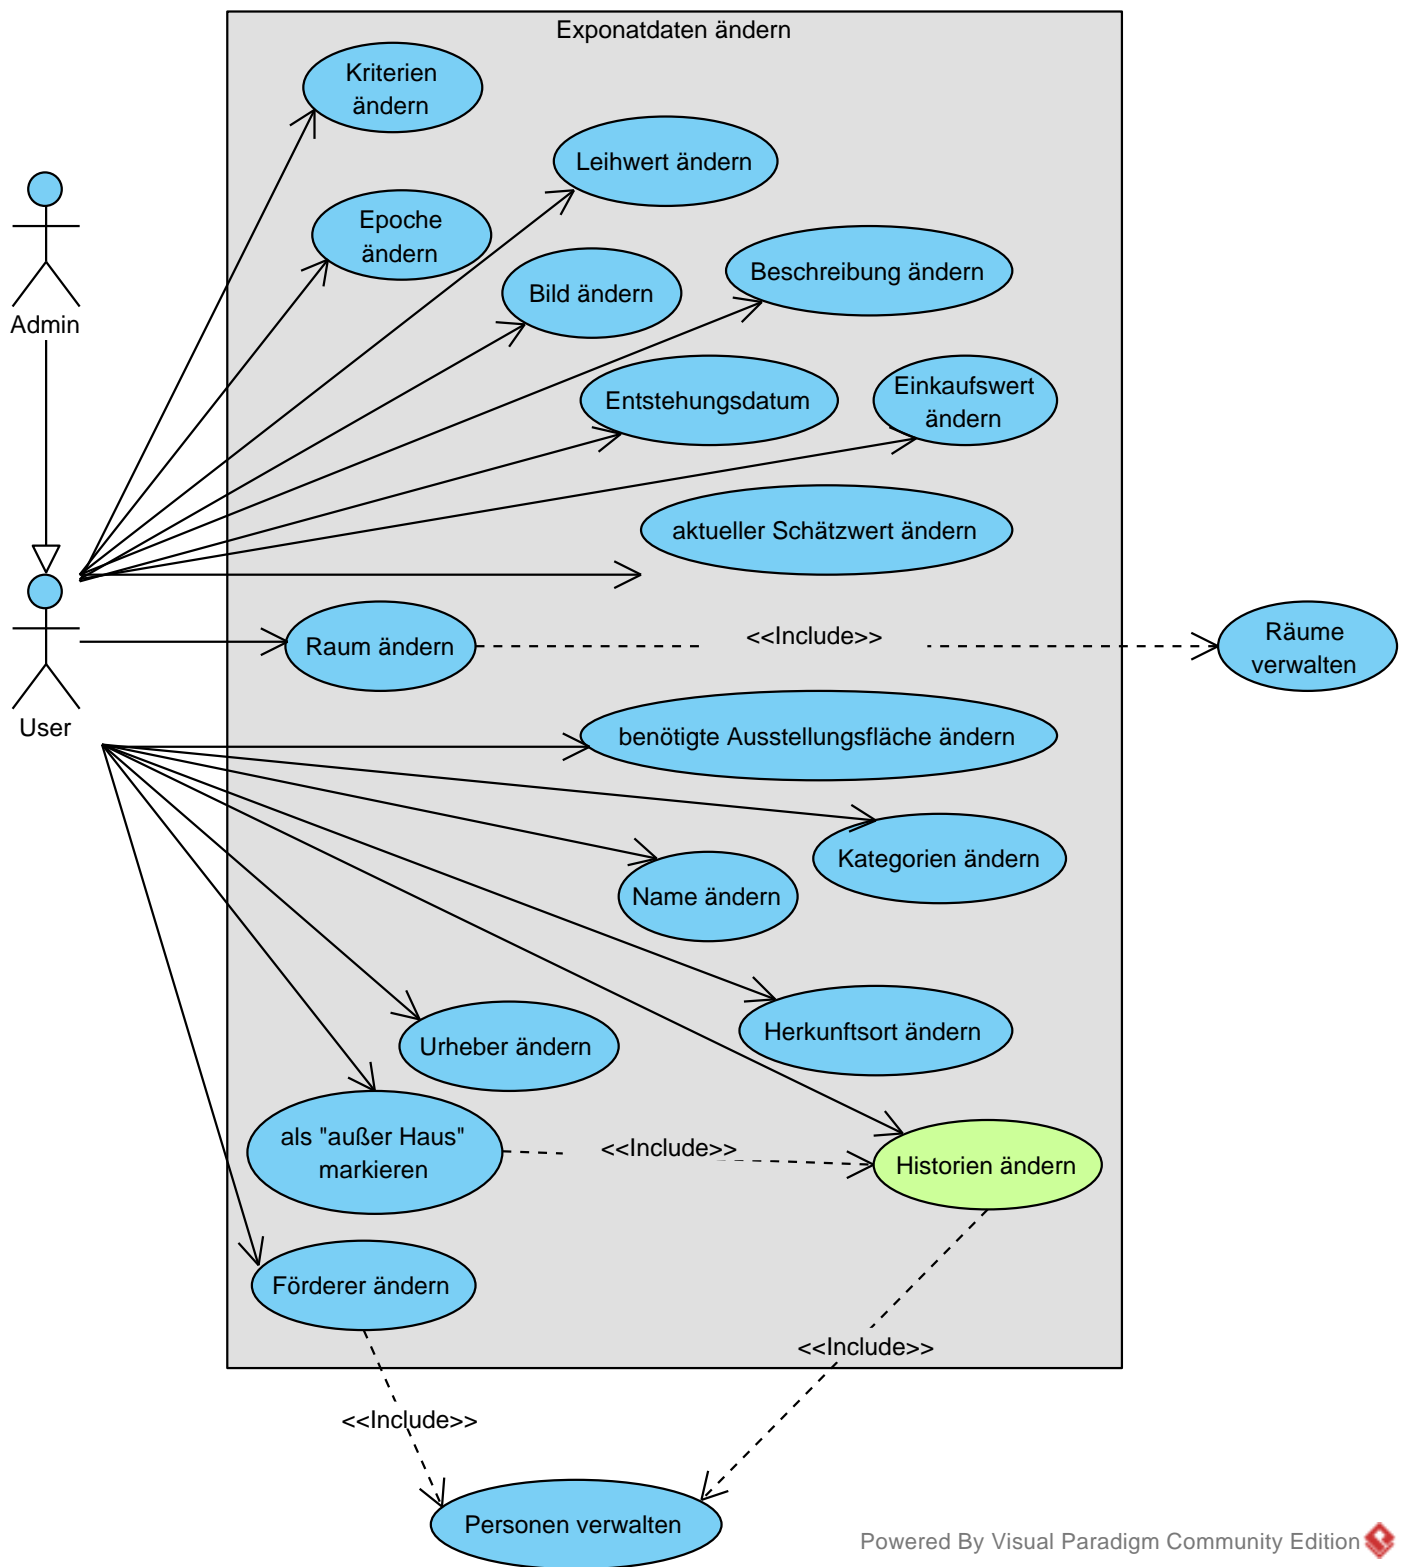 Exponatdaten ändern
Kriterien
ändern
Leihwert ändern
Epoche
ändern
Beschreibung ändern
Bild ändern
Admin
Entstehungsdatum
Einkaufswert
ändern
aktueller Schätzwert ändern
Raum ändern
<<Include>>
Räume
verwalten
User
benötigte Ausstellungsfläche ändern
Kategorien ändern
Name ändern
Herkunftsort ändern
Urheber ändern
als "außer Haus"
markieren
<<Include>>
Historien ändern
Förderer ändern
<<Include>>
<<Include>>
Personen verwalten
Powered By Visual Paradigm Community Edition